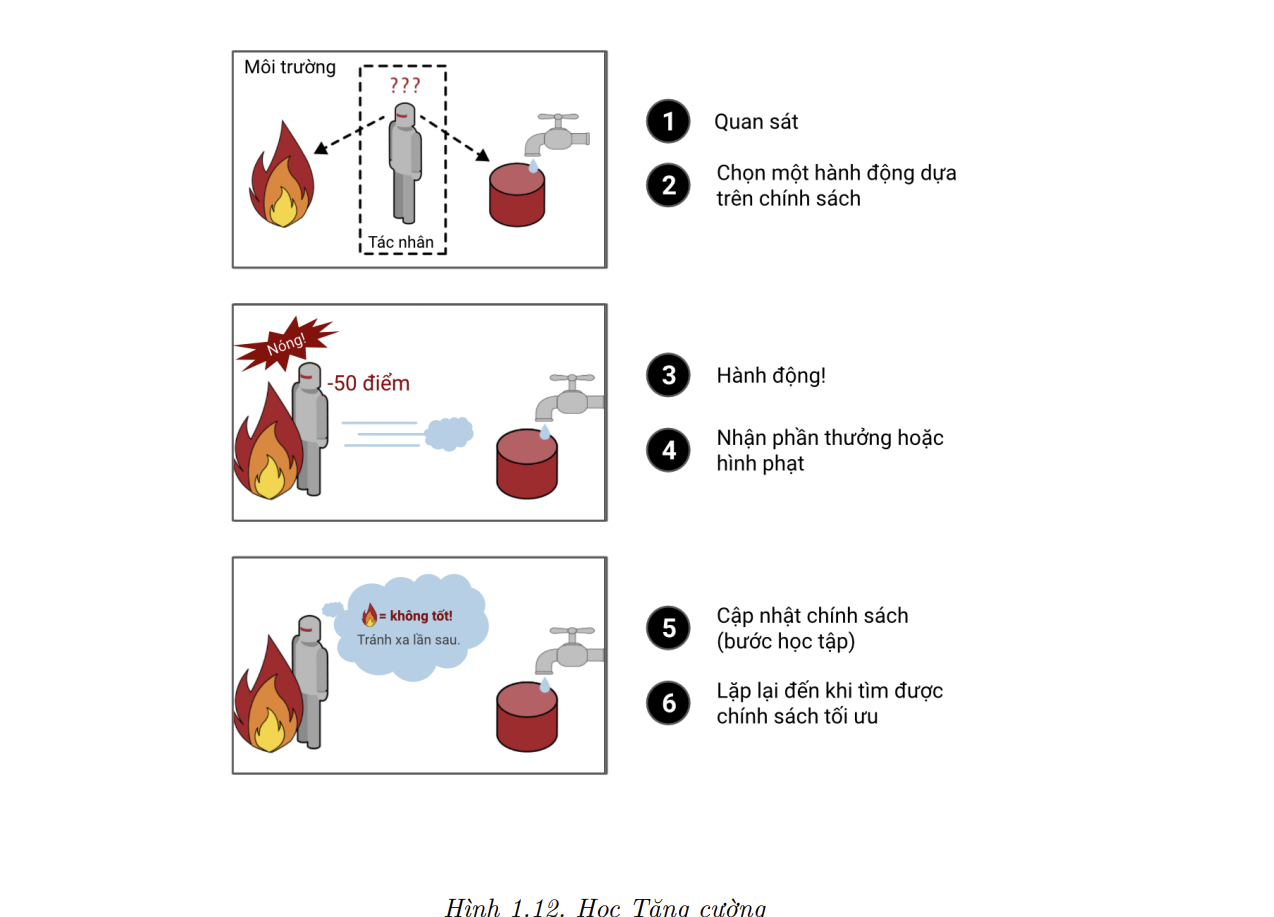 Môi trường
???
Tác nhân
1 Quan sát
2 Chọn một hành động dựa
trên chính sách
Nóng!
-50 điểm
3 Hành động!
4 Nhận phần thưởng hoặc
hình phạt
= không tốt!
Tránh xa lần sau.
5 Cập nhật chính sách
(bước học tập)
6 Lặp lại đến khi tìm được
chính sách tối ưu
Hình 1.12. Học Tăng cường